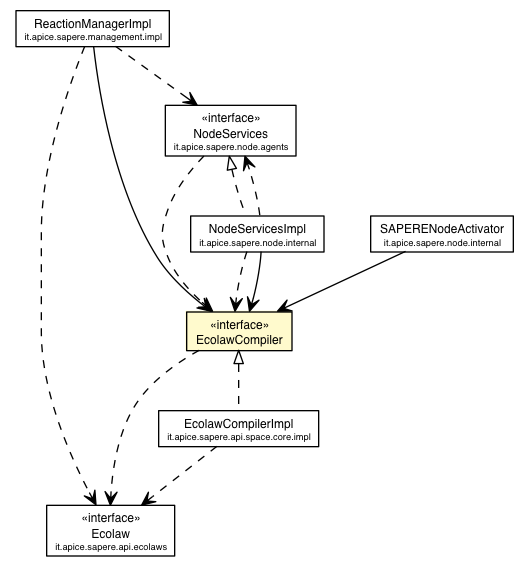 ReactionManagerImpl
it.apice.sapere.management.impl
«interface»
NodeServices
it.apice.sapere.node.agents
NodeServicesImpl
it.apice.sapere.node.internal
SAPERENodeActivator
it.apice.sapere.node.internal
«interface»
EcolawCompiler
EcolawCompilerImpl
it.apice.sapere.api.space.core.impl
«interface»
Ecolaw
it.apice.sapere.api.ecolaws